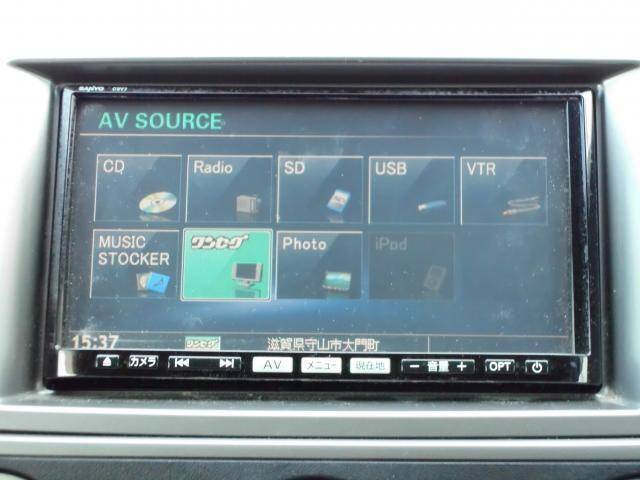 SANYO
AV SOURCE
CD
Radio
SD
USB
VTR
MUSIC
STOCKER
ワンセグ
Photo
iPod
15:37
ワンセグ
滋賀県守山市大門町
カメラ
AV
メニュー
現在地
− 音量 +
OPT